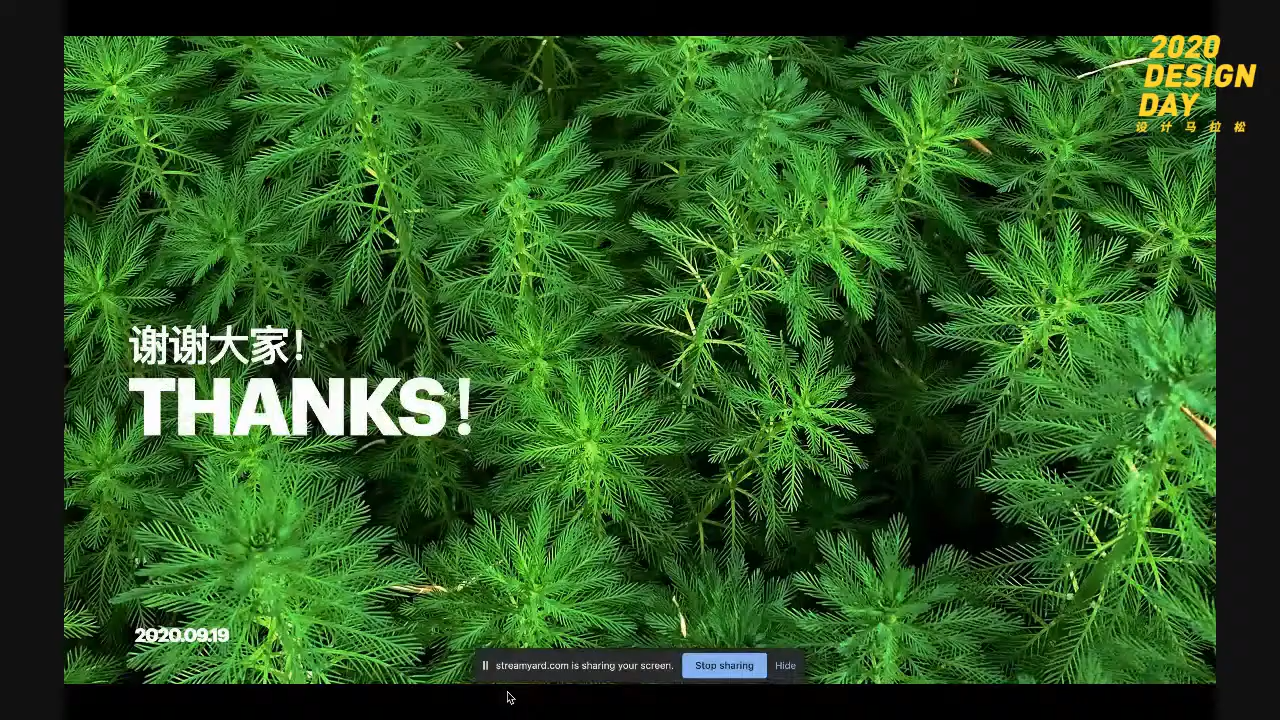 2020
DESIGN
DAY
设计马拉松
谢谢大家！
THANKS!
2020.09.19
streamyard.com is sharing your screen.
Stop sharing
Hide